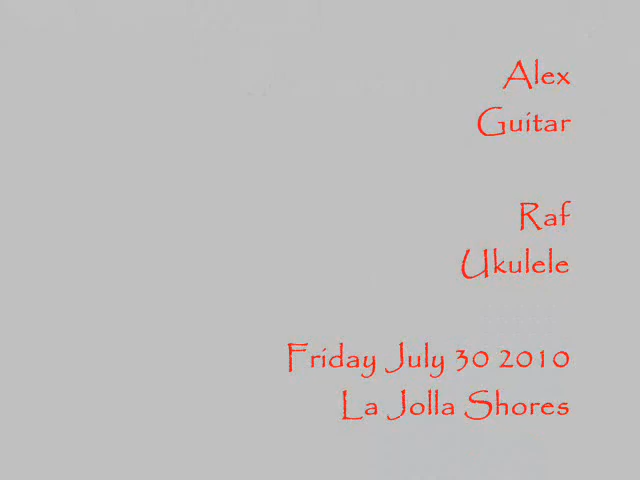 Alex
Guitar
Raf
Ukulele
Friday July 30 2010
La Jolla Shores